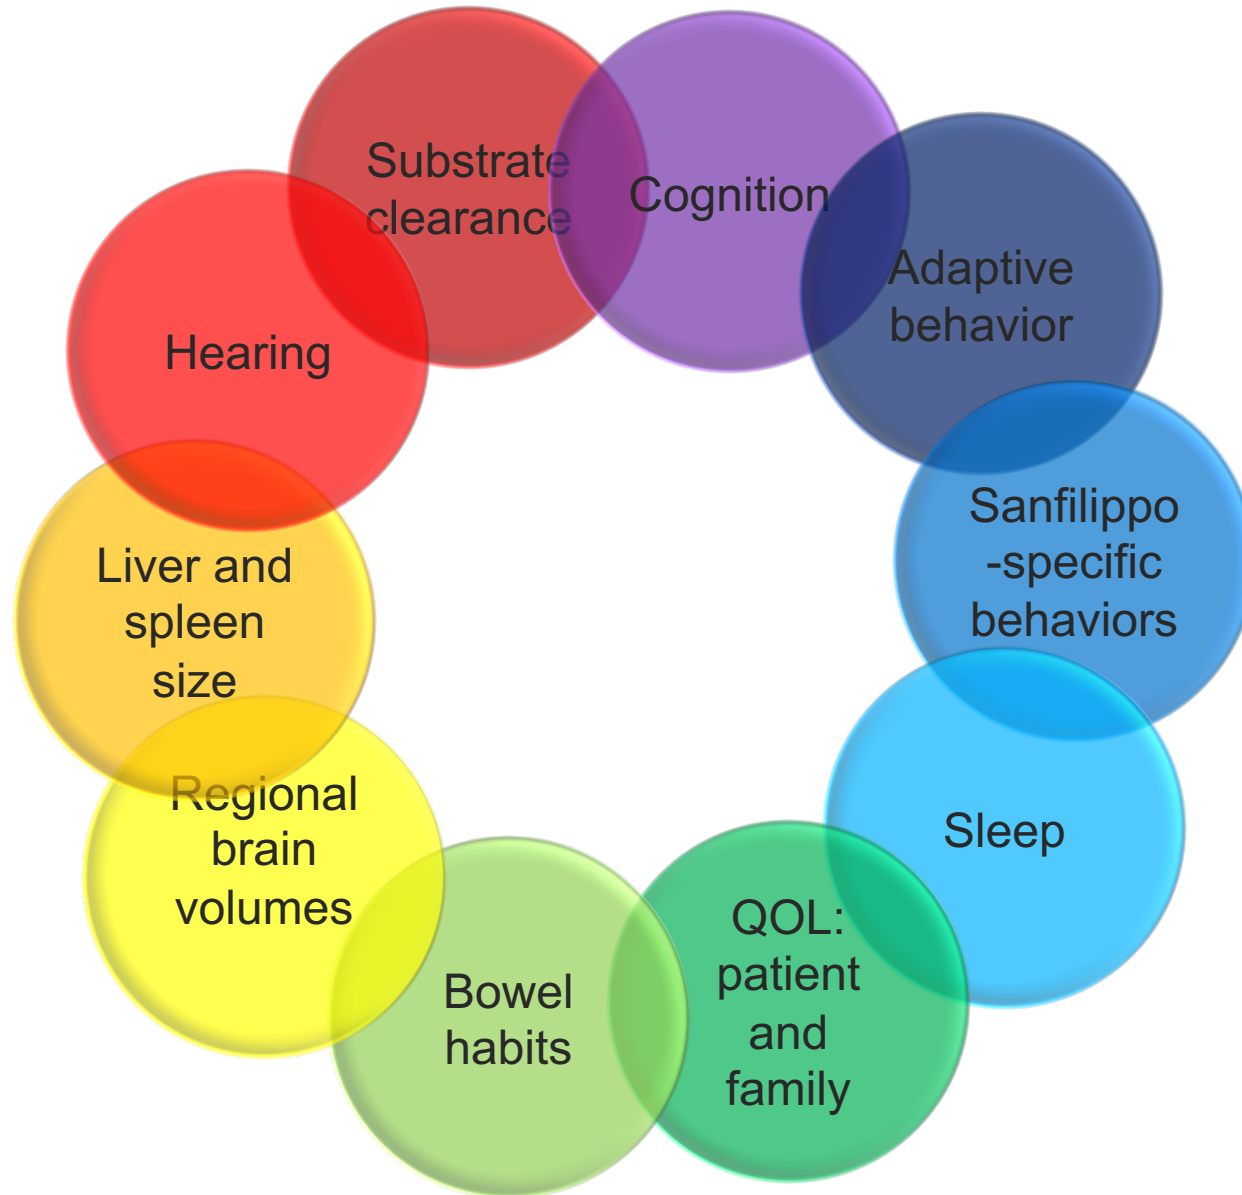 Substrate
clearance
Cognition
Adaptive
behavior
Sanfilippo
-specific
behaviors
Sleep
QOL:
patient
and
family
Bowel
habits
Regional
brain
volumes
Liver and
spleen
size
Hearing